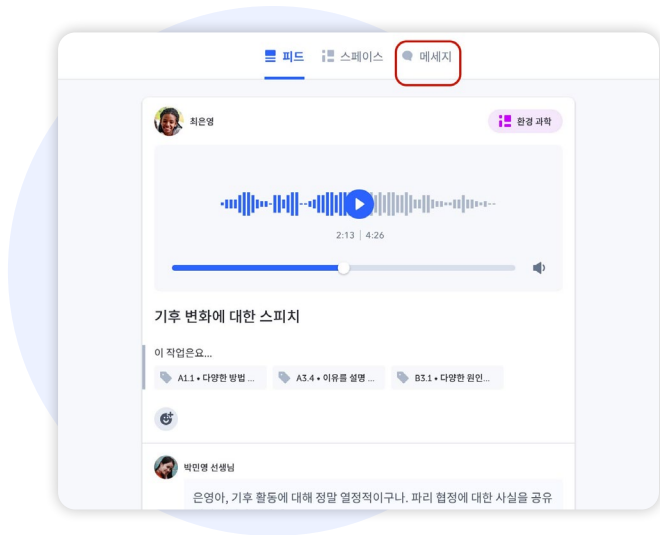 피드 스페이스 메세지
최은영
환경 과학
2:13 | 4:26
기후 변화에 대한 스피치
이 작업은요...
A1.1 • 다양한 방법 ... A3.4 • 이유를 설명 ... B3.1 • 다양한 원인...
박민영 선생님
은영아, 기후 활동에 대해 정말 열정적이구나. 파리 협정에 대한 사실을 공유